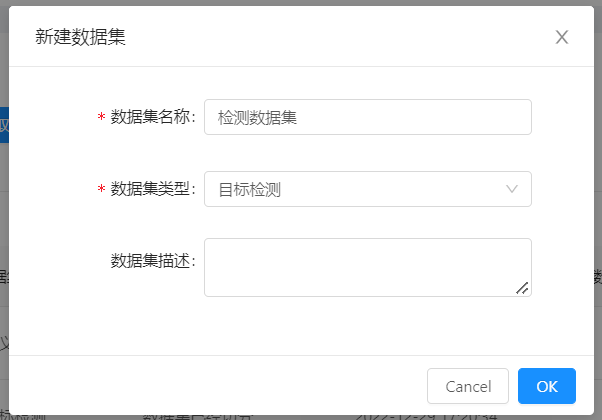 新建数据集
* 数据集名称:
检测数据集
* 数据集类型:
目标检测
数据集描述:
Cancel
OK